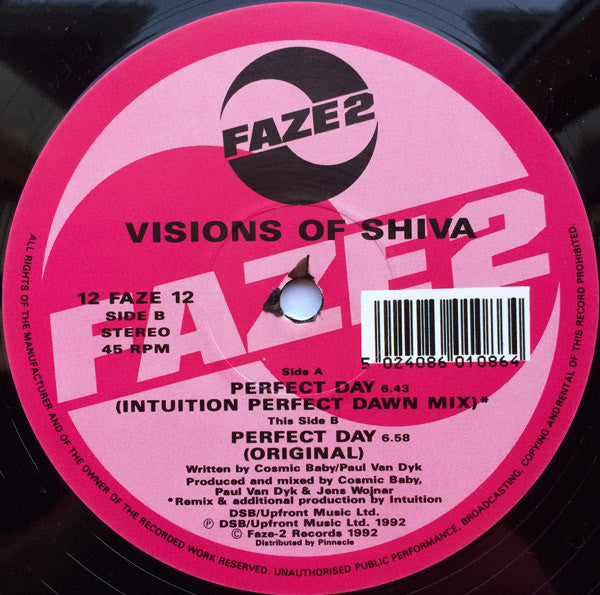 FAZE2
VISIONS OF SHIVA
FAZE2
12 FAZE 12
SIDE B
STEREO
45 RPM
5 024086 010864
Side A
PERFECT DAY 6.43
(INTUITION PERFECT DAWN MIX)*
This Side B
PERFECT DAY 6.58
(ORIGINAL)
Written by Cosmic Baby/Paul Van Dyk
Produced and mixed by Cosmic Baby,
Paul Van Dyk & Jens Wojnar
*Remix & additional production by Intuition
DSB/Upfront Music Ltd.
℗ DSB/Upfront Music Ltd. 1992
© Faze-2 Records 1992
Distributed by Pinnacle
ALL RIGHTS OF THE MANUFACTURER AND OF THE OWNER OF THE RECORDED WORK RESERVED. UNAUTHORISED PUBLIC PERFORMANCE, BROADCASTING, COPYING ANDRENTAL OF THIS RECORD PROHIBITED.